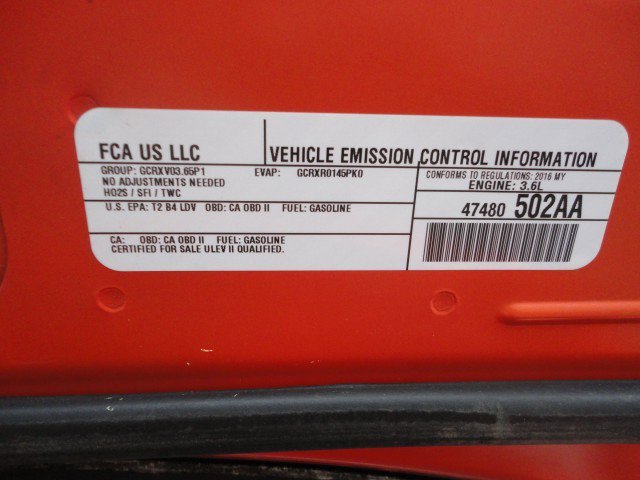 FCA US LLC
VEHICLE EMISSION CONTROL INFORMATION
GROUP: GCRXV03.65P1 EVAP: GCRXR0145PK0
NO ADJUSTMENTS NEEDED
HO2S / SFI / TWC
CONFORMS TO REGULATIONS: 2016 MY
ENGINE: 3.6L
U.S. EPA: T2 B4 LDV OBD: CA OBD II FUEL: GASOLINE
47480 502AA
CA: OBD: CA OBD II FUEL: GASOLINE
CERTIFIED FOR SALE ULEV II QUALIFIED.